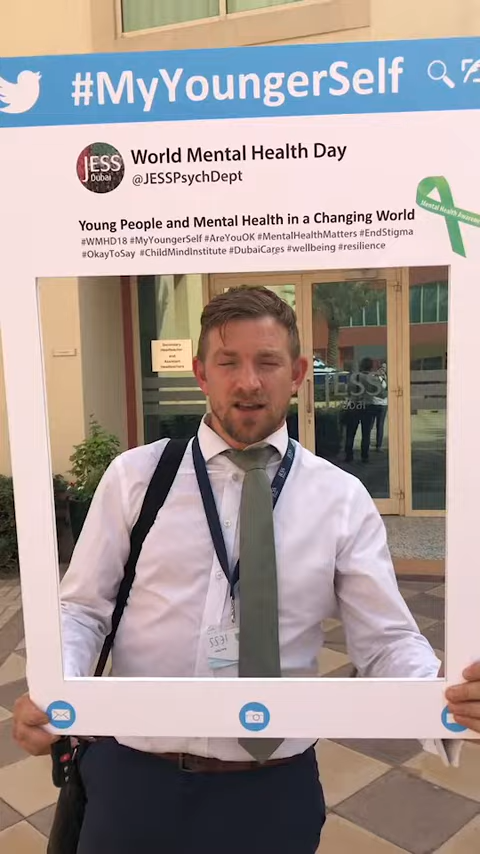 #MyYoungerSelf
JESS
Dubai
World Mental Health Day
@JESSPsychDept
Mental Health Awareness
Young People and Mental Health in a Changing World
#WMHD18 #MyYoungerSelf #AreYouOK #MentalHealthMatters #EndStigma
#OkayToSay #ChildMindInstitute #DubaiCares #wellbeing #resilience
Secondary
Headteacher
and
Assistant
Headteachers
JESS
Dubai